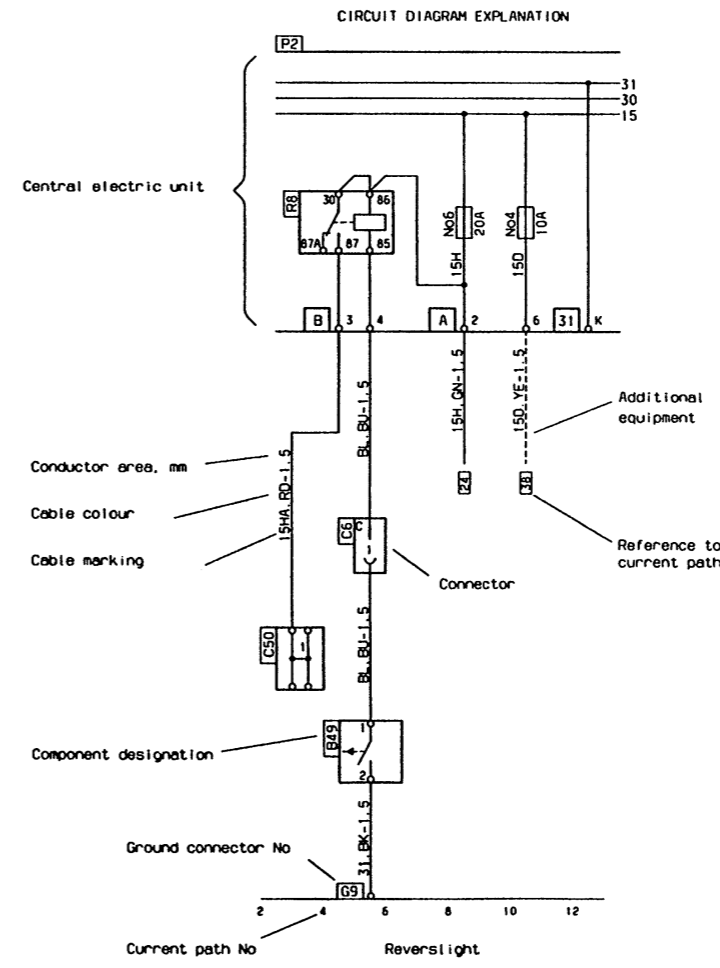 CIRCUIT DIAGRAM EXPLANATION
P2
31
30
15
Central electric unit
R8
30
86
87A
87
85
No6
20A
15H
No4
10A
15D
B
3
4
A
2
6
31
K
BL.BU-1.5
15H.GN-1.5
15D.YE-1.5
Additional
equipment
Conductor area, mm
Cable colour
Cable marking
15HA.RD-1.5
24
38
C6
C
1
Reference to
current path
Connector
C50
1
BL.BU-1.5
Component designation
B49
1
2
31.BK-1.5
Ground connector No
G9
2 4 6 8 10 12
Current path No
Reverslight